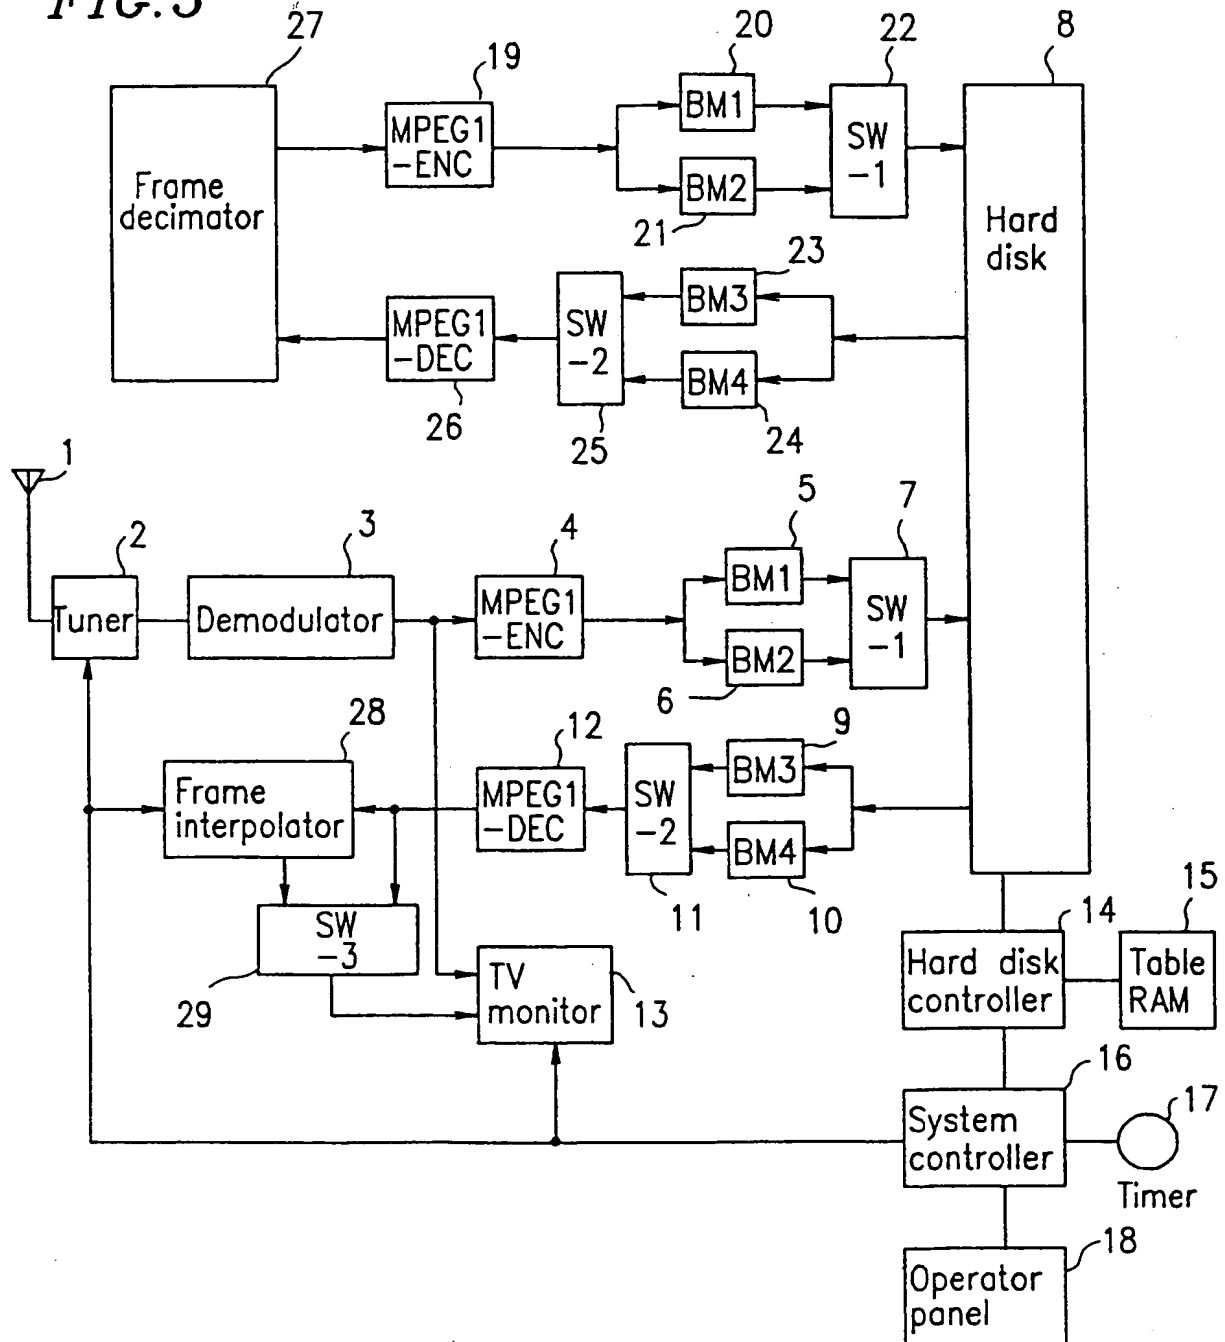 FIG. 5
27
19
20
22
8
MPEG1
-ENC
BM1
BM2
SW
-1
Frame
decimator
Hard
disk
21
23
MPEG1
-DEC
SW
-2
BM3
BM4
26
25
24
1
2
3
4
5
7
Tuner
Demodulator
MPEG1
-ENC
BM1
BM2
SW
-1
6
28
12
9
Frame
interpolator
MPEG1
-DEC
SW
-2
BM3
BM4
11
10
14
15
SW
-3
29
TV
monitor
13
Hard disk
controller
Table
RAM
16
17
System
controller
Timer
18
Operator
panel